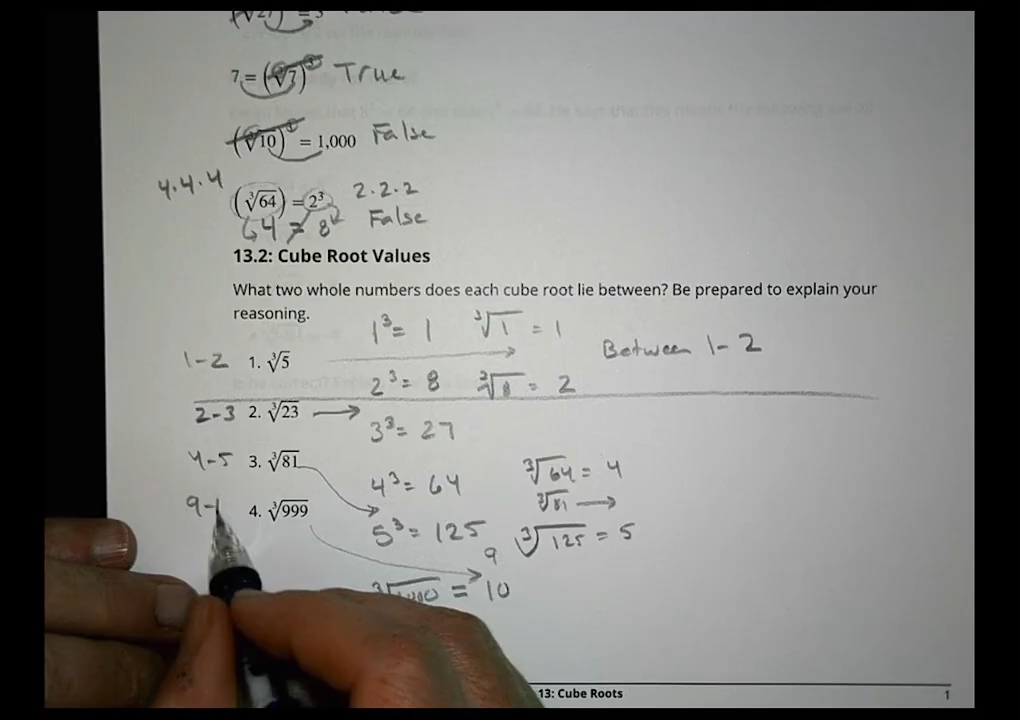 7 = (∛7)³ True
(∛10)³ = 1,000 False
4·4·4
(∛64) = 2³ 2·2·2
64 ≠ 8 False
13.2: Cube Root Values
What two whole numbers does each cube root lie between? Be prepared to explain your
reasoning.
1³ = 1 ∛1 = 1
1-2 1. ∛5 Between 1-2
2³ = 8 ∛8 = 2
2-3 2. ∛23
3³ = 27
4-5 3. ∛81
4³ = 64 ∛64 = 4
∛81
9-1 4. ∛999
5³ = 125 ∛125 = 5
9
= 10
13: Cube Roots 1